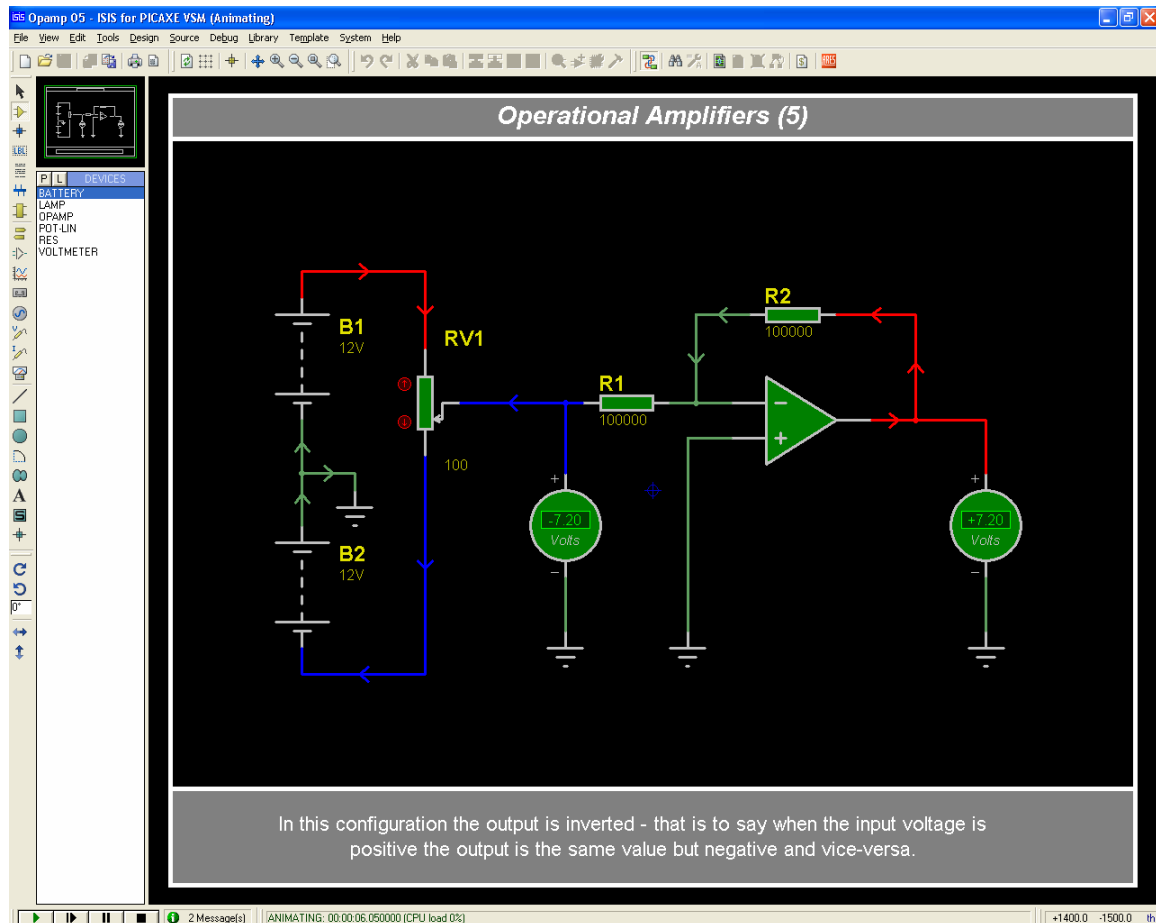 Opamp 05 - ISIS for PICAXE VSM (Animating)
File View Edit Tools Design Source Debug Library Template System Help
Operational Amplifiers (5)
P L DEVICES
BATTERY
LAMP
OPAMP
POT-LIN
RES
VOLTMETER
LBL
A
S
0°
B1
12V
RV1
100
B2
12V
R1
100000
R2
100000
-
+
+
-7.20
Volts
-
+
+7.20
Volts
-
In this configuration the output is inverted - that is to say when the input voltage is
positive the output is the same value but negative and vice-versa.
2 Message(s) ANIMATING: 00:00:06.050000 (CPU load 0%) +1400.0 -1500.0 th